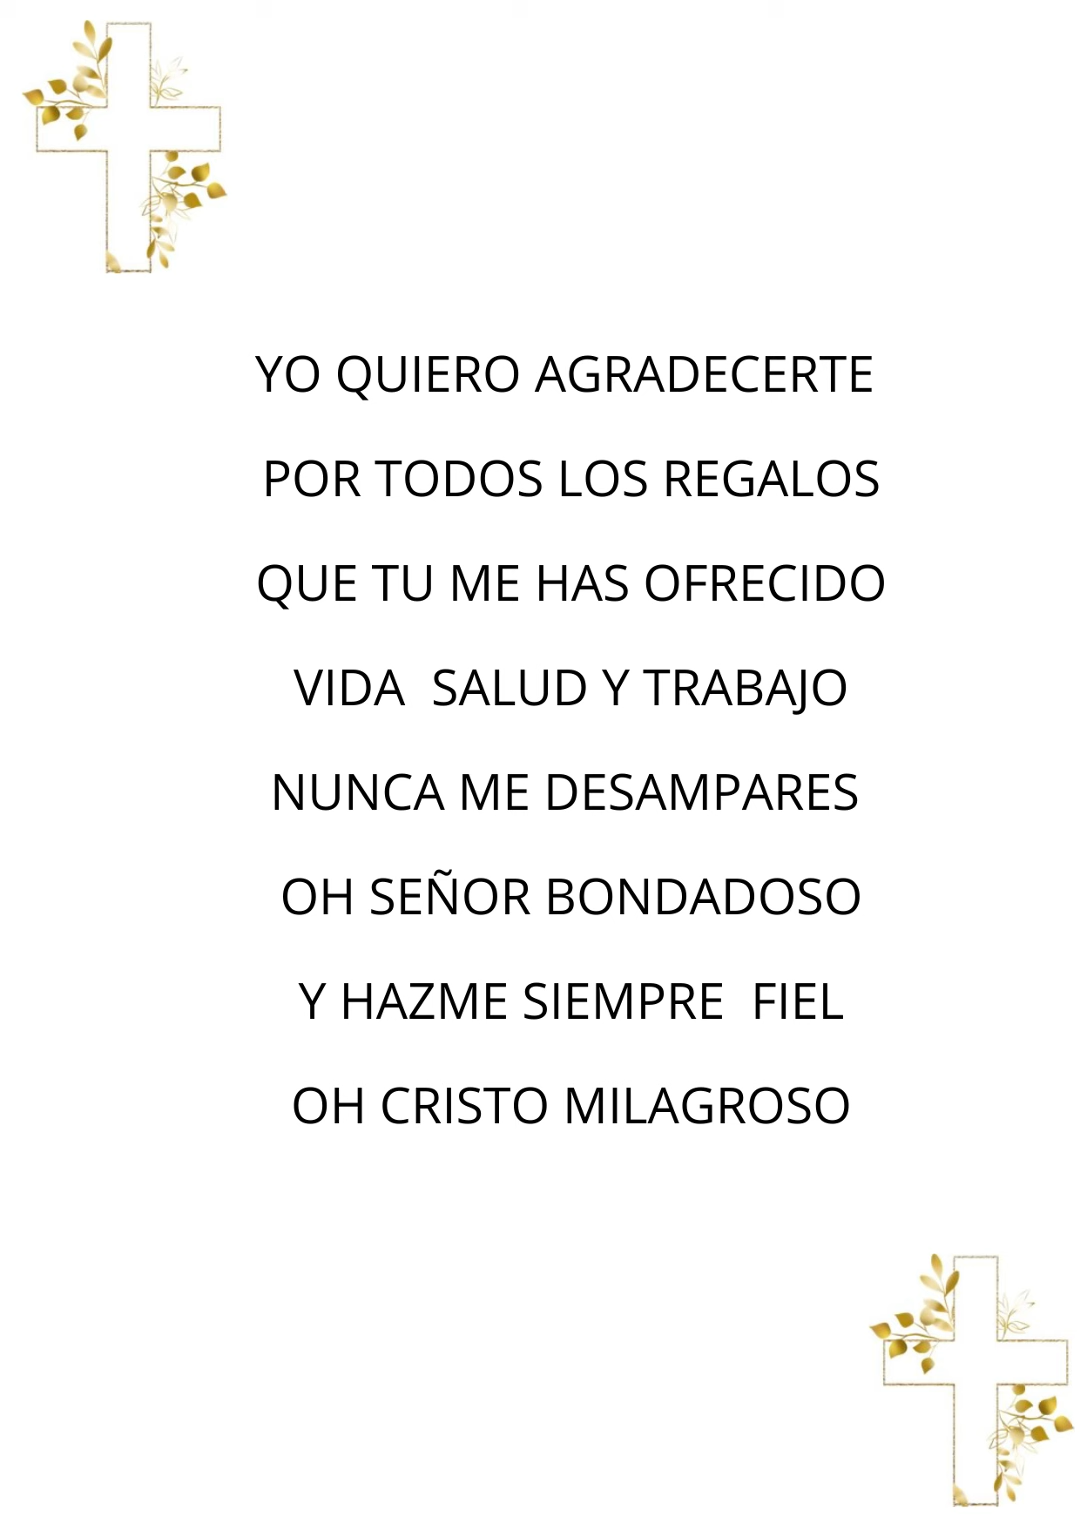 YO QUIERO AGRADECERTE
POR TODOS LOS REGALOS
QUE TU ME HAS OFRECIDO
VIDA  SALUD Y TRABAJO
NUNCA ME DESAMPARES
OH SEÑOR BONDADOSO
Y HAZME SIEMPRE  FIEL
OH CRISTO MILAGROSO